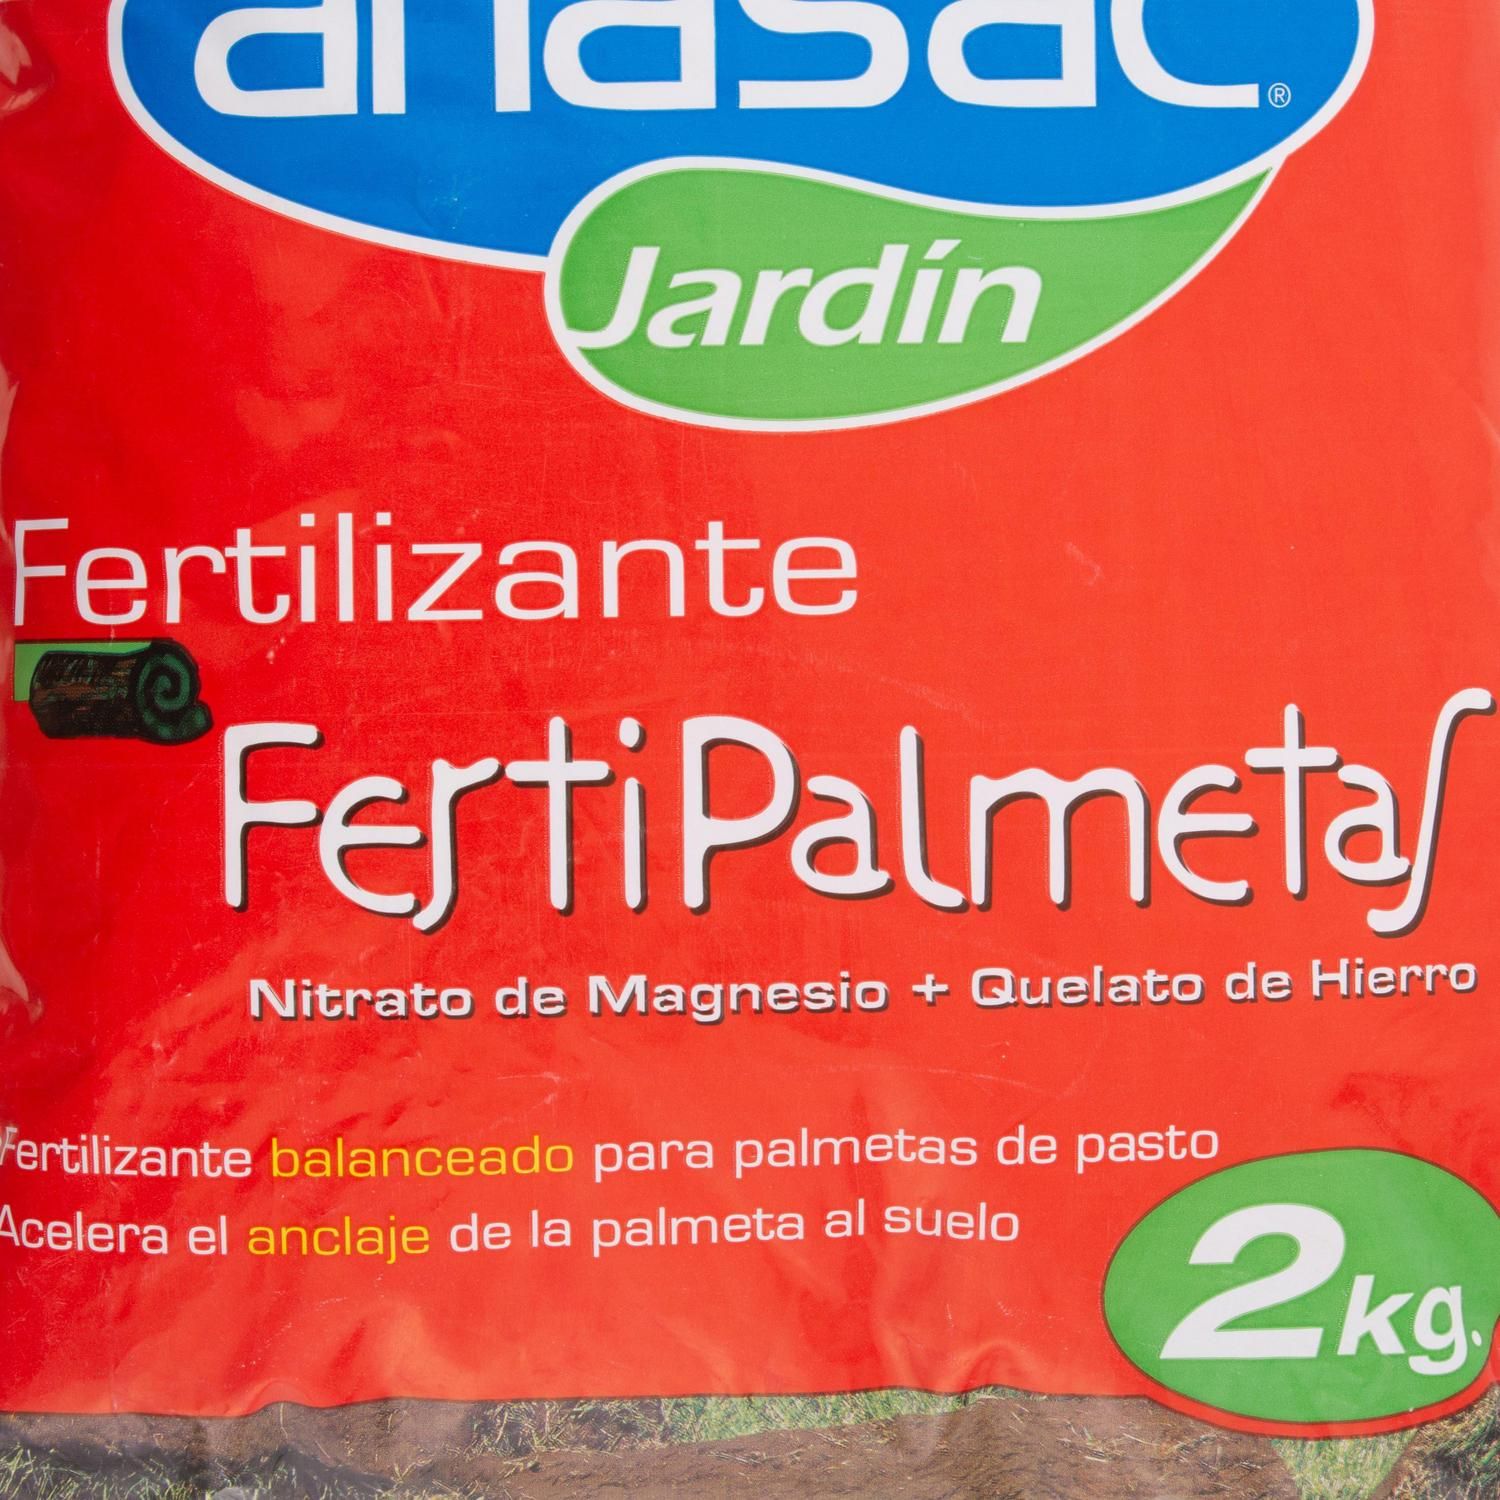 anasac®
Jardín
Fertilizante
FertiPalmetas
Nitrato de Magnesio + Quelato de Hierro
Fertilizante balanceado para palmetas de pasto
Acelera el anclaje de la palmeta al suelo
2kg.